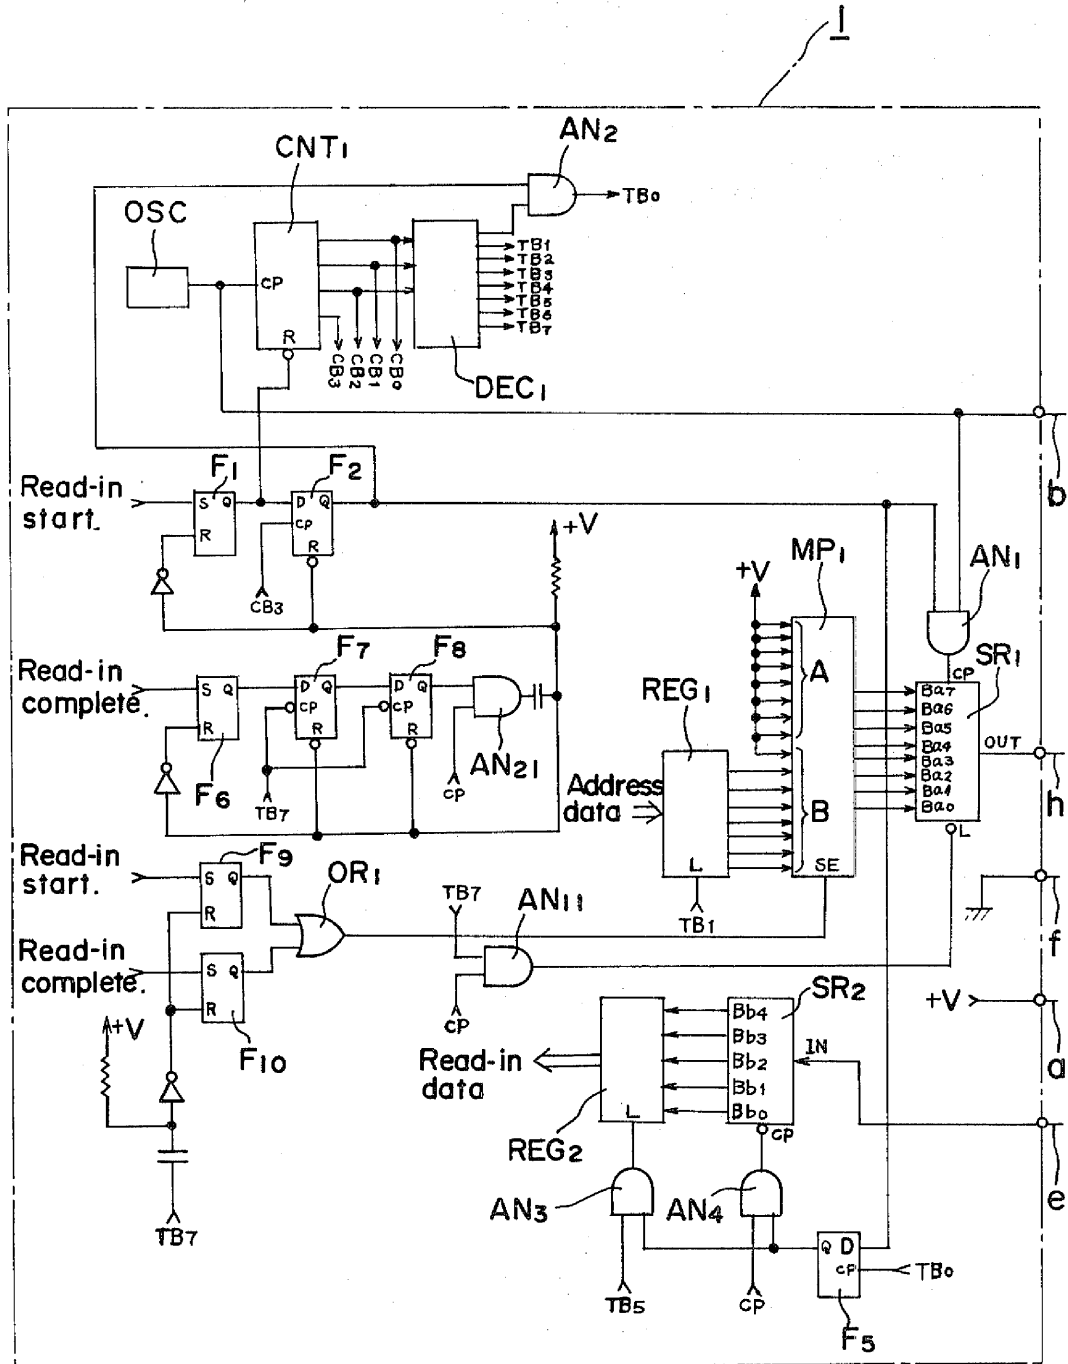 1
CNT1
AN2
TB0
OSC
CP
R
TB1
TB2
TB3
TB4
TB5
TB6
TB7
CB3
CB2
CB1
CB0
DEC1
b
F1
F2
Read-in
start.
S Q
R
D Q
CP
R
CB3
+V
+V
MP1
AN1
CP
SR1
Read-in
complete.
S Q
R
F6
F7
D Q
CP
R
F8
D Q
CP
R
TB7
CP
AN21
REG1
Address
data
L
TB1
A
B
SE
Ba7
Ba6
Ba5
Ba4
Ba3
Ba2
Ba1
Ba0
OUT
L
h
Read-in
start.
F9
S Q
R
OR1
TB7
AN11
CP
f
Read-in
complete.
S Q
R
F10
+V
TB7
SR2
+V
a
Bb4
Bb3
Bb2
Bb1
Bb0
IN
CP
Read-in
data
L
REG2
e
AN3
AN4
TB5
CP
Q D
CP
TB0
F5